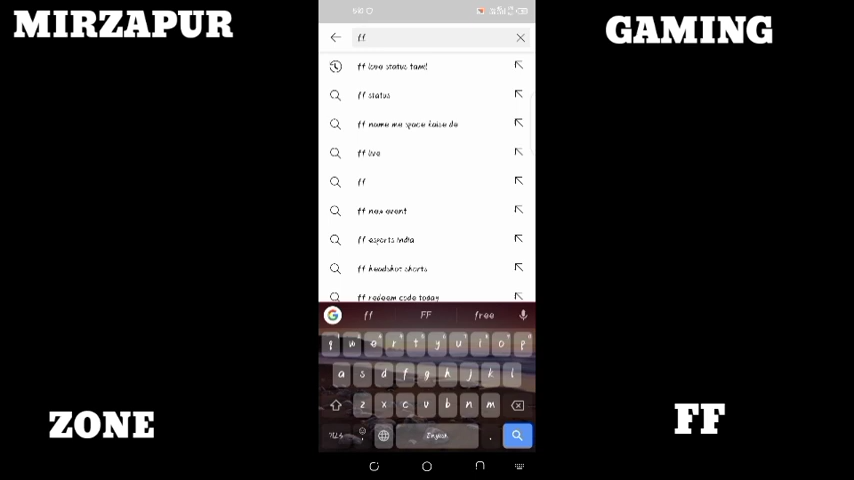 MIRZAPUR
GAMING
ff
ff love status tamil
ff status
ff name me space kaise de
ff live
ff
ff new event
ff esports india
ff headshot shorts
ff redeem code today
ff FF free
q w e r t y u i o p
a s d f g h j k l
z x c v b n m
English .
ZONE
FF